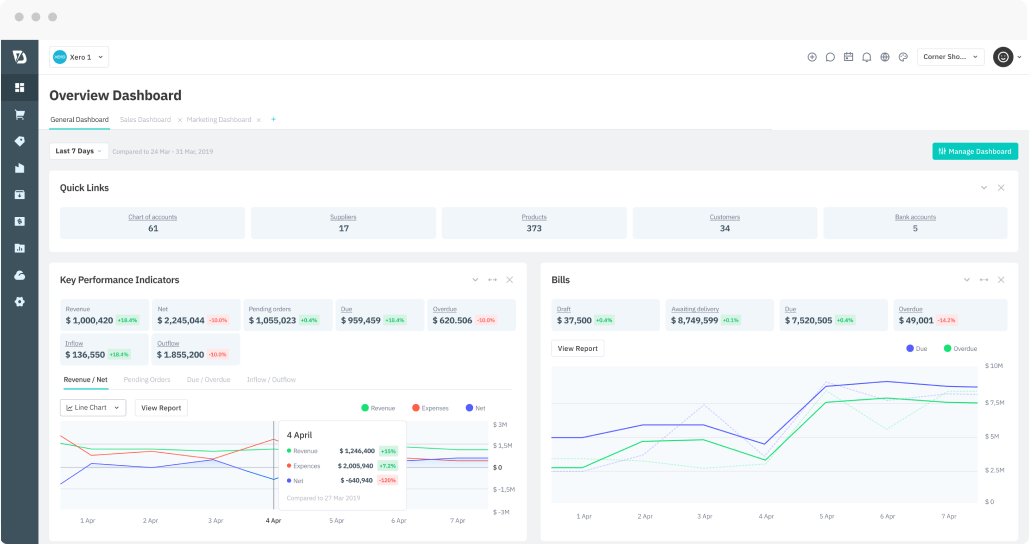 XERO Xero 1 Corner Sho...
Overview Dashboard
General Dashboard Sales Dashboard × Marketing Dashboard × +
Last 7 Days Compared to 24 Mar - 31 Mar, 2019 Manage Dashboard
Quick Links
Chart of accounts Suppliers Products Customers Bank accounts
61 17 373 34 5
Key Performance Indicators
Revenue Net Pending orders Due Overdue
$ 1,000,420 +18.4% $ 2,245,044 -10.0% $ 1,055,023 +0.4% $ 959,459 +18.4% $ 620.506 -10.0%
Inflow Outflow
$ 136,550 +18.4% $ 1.855,200 -10.0%
Revenue / Net Pending Orders Due / Overdue Inflow / Outflow
Line Chart View Report Revenue Expenses Net
$ 3M
$ 1,5M
$ 0
$ -1,5M
$ -3M
4 April
Revenue $ 1,246,400 +15%
Expences $ 2,005,940 +7.2%
Net $ -640,940 -120%
Compared to 27 Mar 2019
1 Apr 2 Apr 3 Apr 4 Apr 5 Apr 6 Apr 7 Apr
Bills
Draft Awaiting delivery Due Overdue
$ 37,500 +0.4% $ 8,749,599 +0.1% $ 7,520,505 +8.4% $ 49,001 -14.2%
View Report Due Overdue
$ 10M
$ 7,5M
$ 5M
$ 2.5M
$ 0
1 Apr 2 Apr 3 Apr 4 Apr 5 Apr 6 Apr 7 Apr